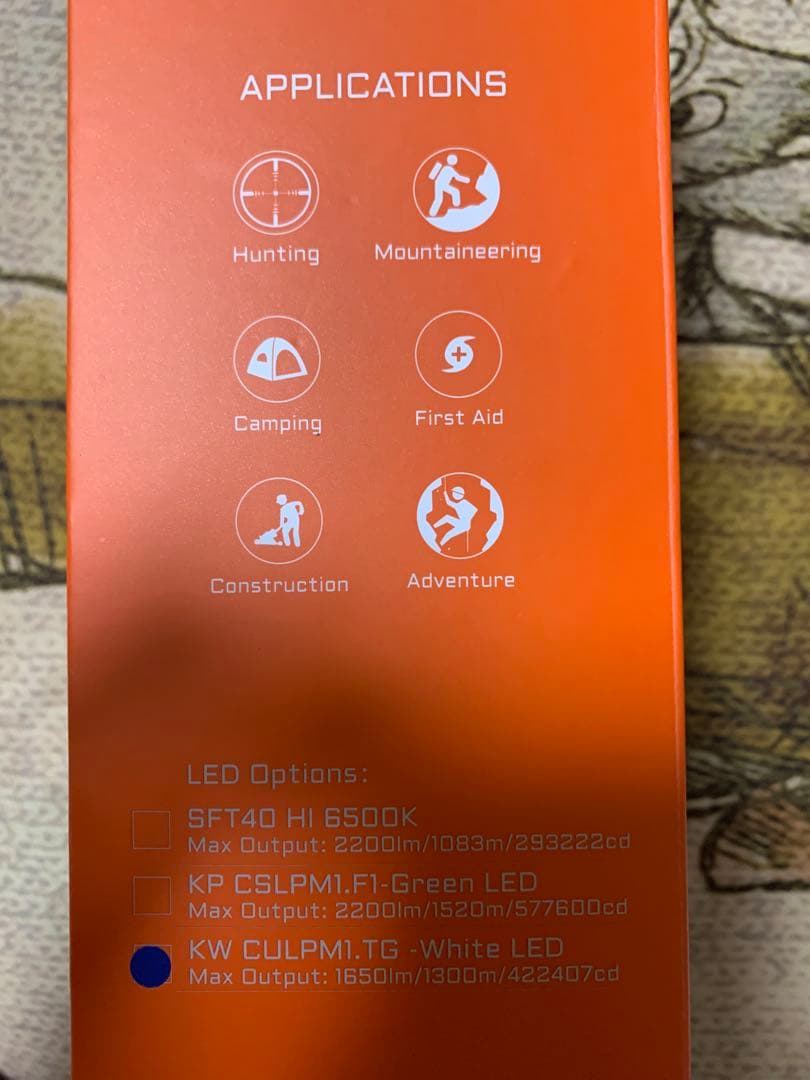 APPLICATIONS
Hunting
Mountaineering
Camping
First Aid
Construction
Adventure
LED Options:
SFT40 HI 6500K
Max Output: 2200lm/1083m/293222cd
KP CSLPM1.F1-Green LED
Max Output: 2200lm/1520m/577600cd
KW CULPM1.TG -White LED
Max Output: 1650lm/1300m/422407cd